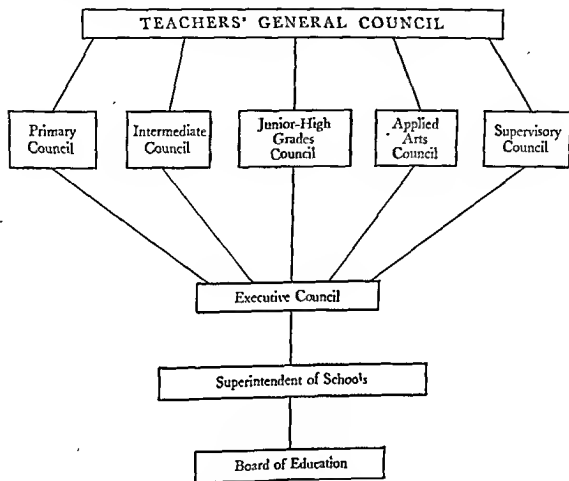 TEACHERS' GENERAL COUNCIL
Primary
Council
Intermediate
Council
Junior-High
Grades
Council
Applied
Arts
Council
Supervisory
Council
Executive Council
Superintendent of Schools
Board of Education